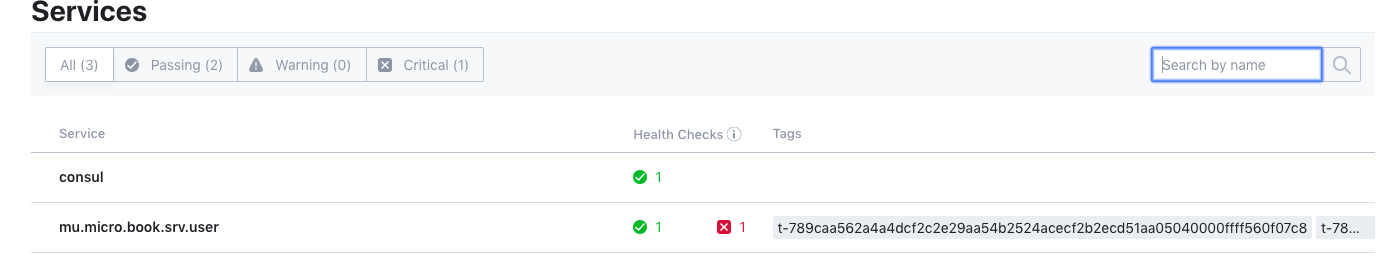 Services
All (3) Passing (2) Warning (0) Critical (1) Search by name
Service Health Checks Tags
consul 1
mu.micro.book.srv.user 1 1 t-789caa562a4a4dcf2c2e29aa54b2524acecf2b2ecd51aa05040000ffff560f07c8 t-78...